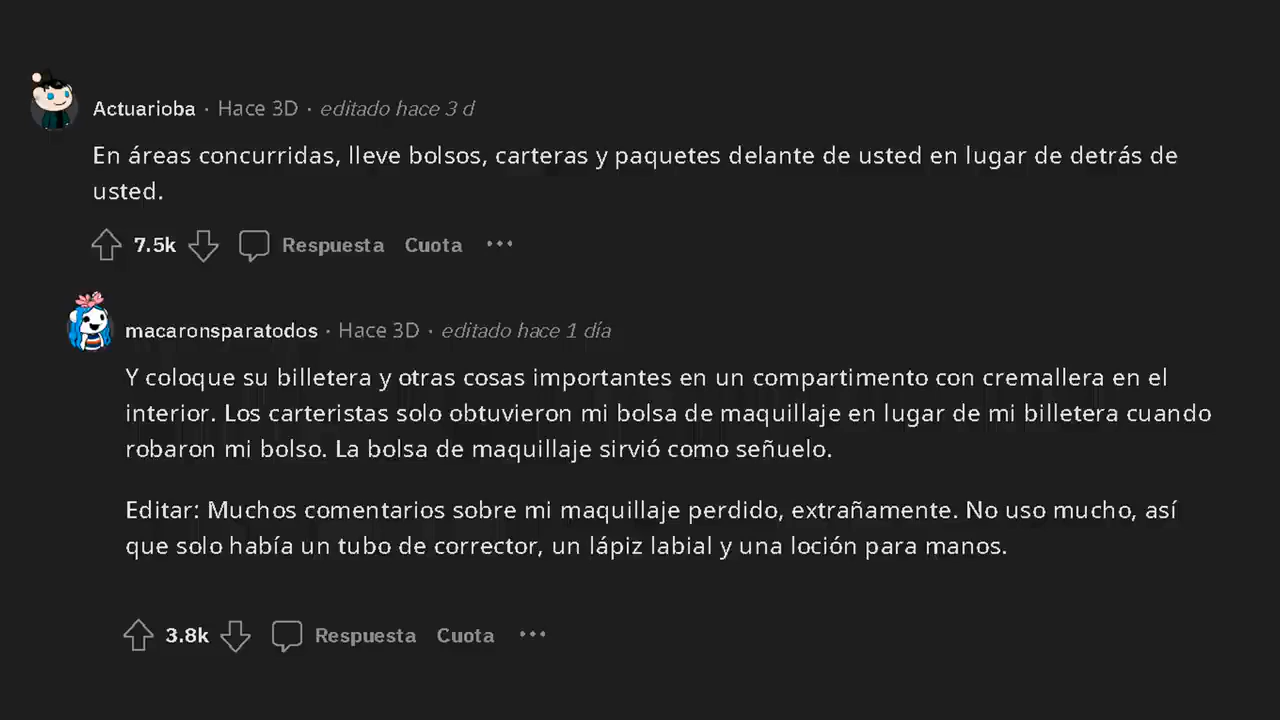 Actuarioba · Hace 3D · editado hace 3 d
En áreas concurridas, lleve bolsos, carteras y paquetes delante de usted en lugar de detrás de
usted.
7.5k Respuesta Cuota ···
macaronsparatodos · Hace 3D · editado hace 1 día
Y coloque su billetera y otras cosas importantes en un compartimento con cremallera en el
interior. Los carteristas solo obtuvieron mi bolsa de maquillaje en lugar de mi billetera cuando
robaron mi bolso. La bolsa de maquillaje sirvió como señuelo.
Editar: Muchos comentarios sobre mi maquillaje perdido, extrañamente. No uso mucho, así
que solo había un tubo de corrector, un lápiz labial y una loción para manos.
3.8k Respuesta Cuota ···